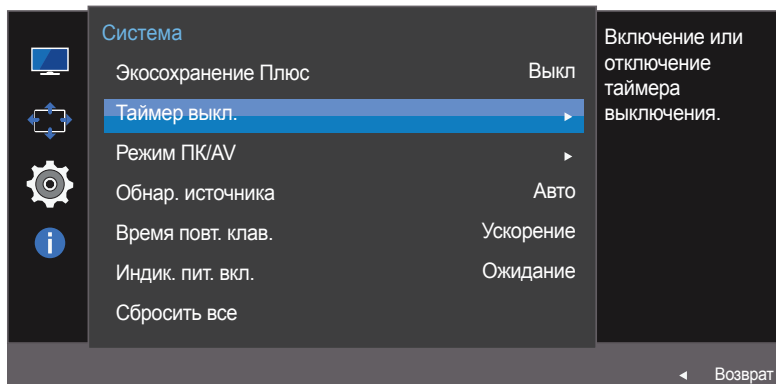 Система
Экосохранение Плюс Выкл
Таймер выкл.
Режим ПК/AV
Обнар. источника Авто
Время повт. клав. Ускорение
Индик. пит. вкл. Ожидание
Сбросить все
Включение или
отключение
таймера
выключения.
Возврат